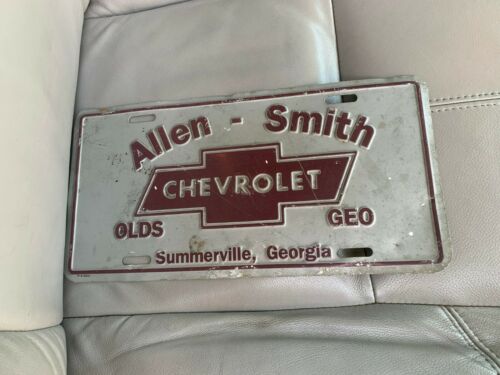 Allen - Smith
CHEVROLET
OLDS GEO
Summerville, Georgia